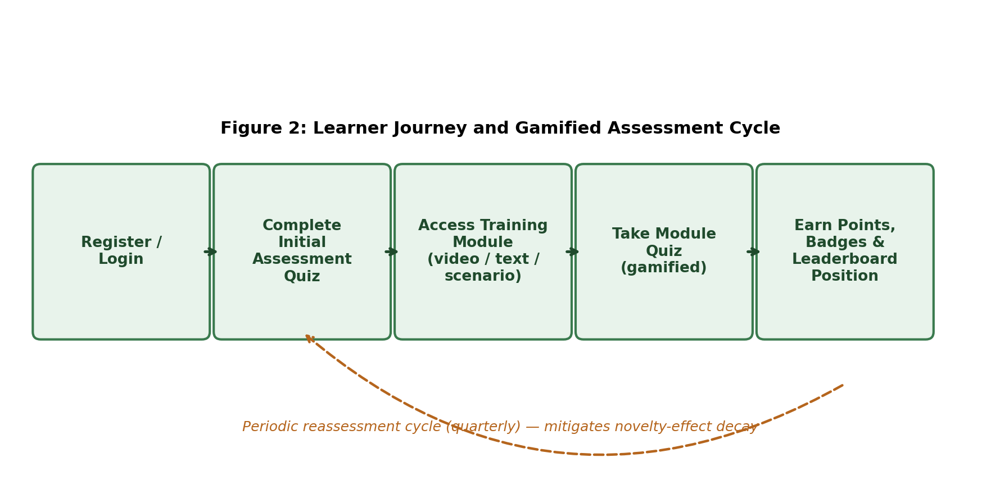 Figure 2: Learner Journey and Gamified Assessment Cycle
Register /
Login
Complete
Initial
Assessment
Quiz
Access Training
Module
(video / text /
scenario)
Take Module
Quiz
(gamified)
Earn Points,
Badges &
Leaderboard
Position
Periodic reassessment cycle (quarterly) — mitigates novelty-effect decay